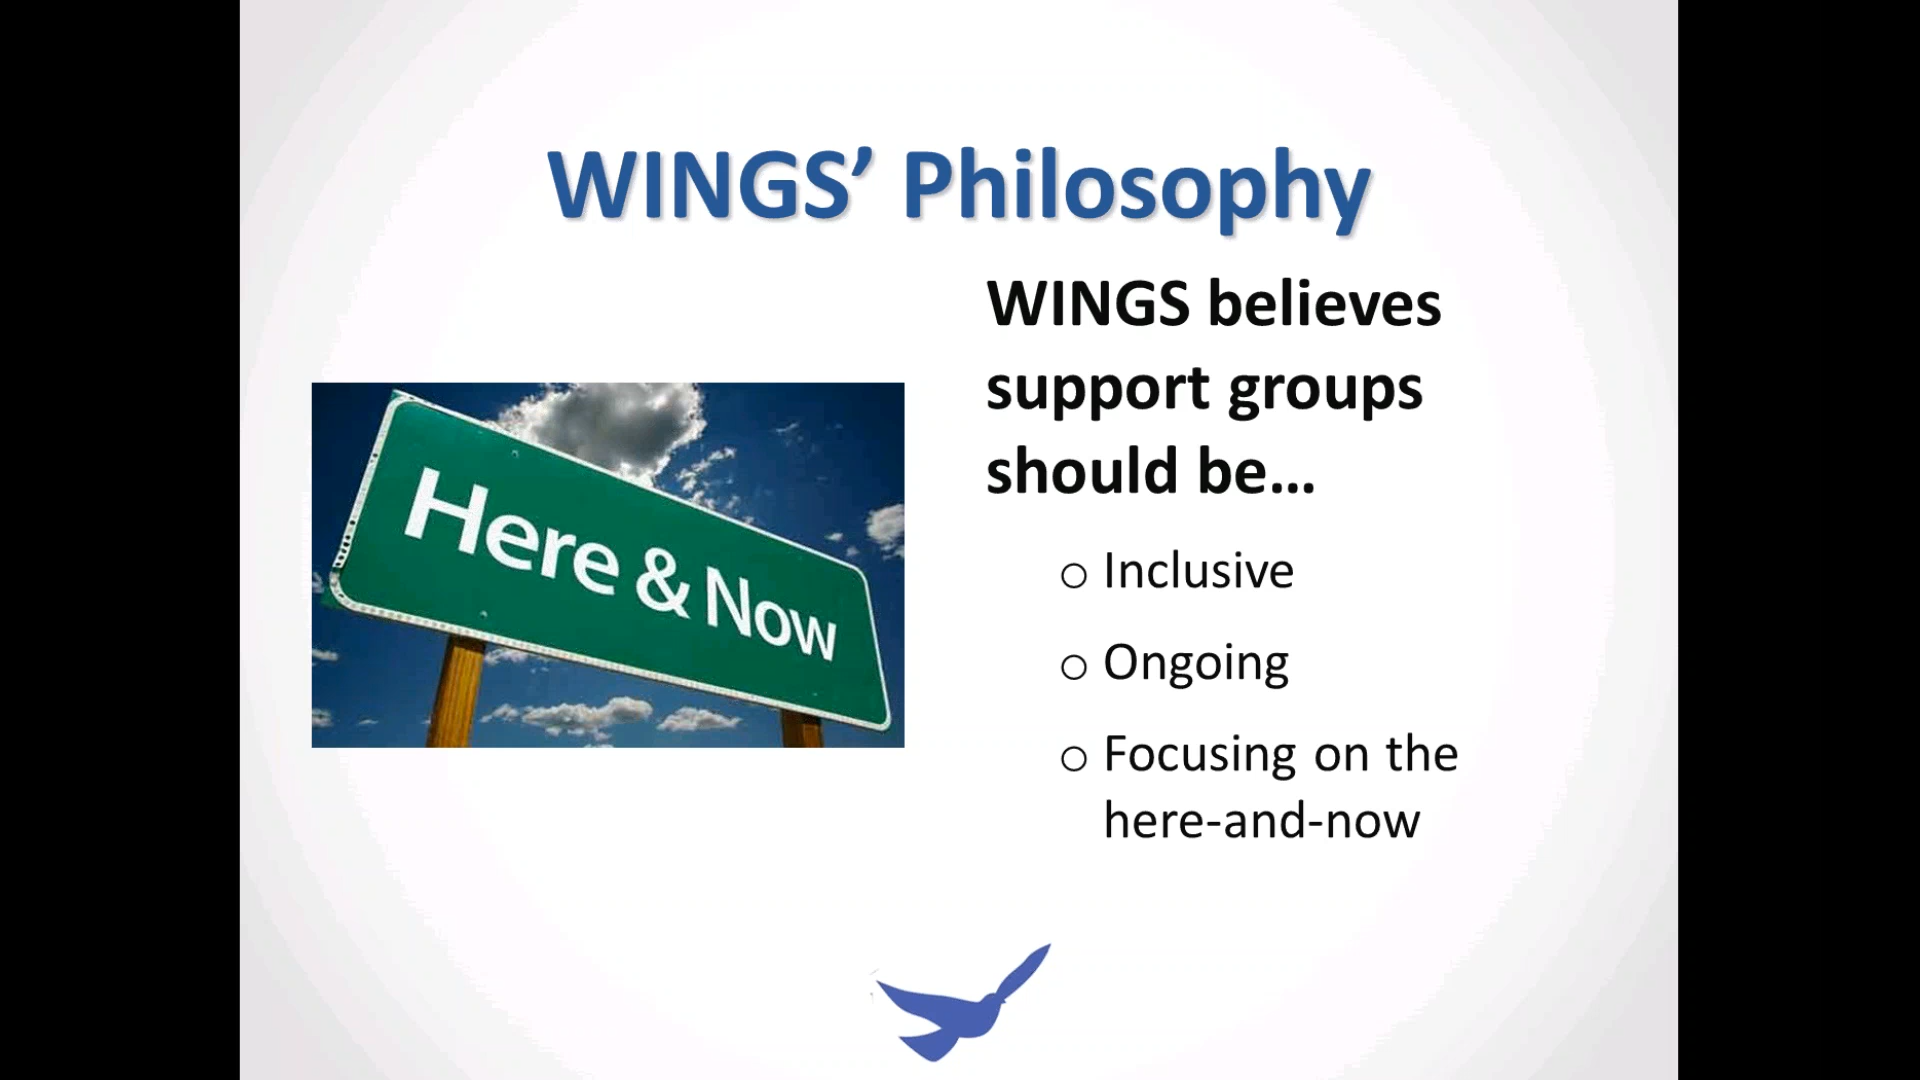 WINGS’ Philosophy
Here & Now
WINGS believes
support groups
should be…
Inclusive
Ongoing
Focusing on the
here-and-now